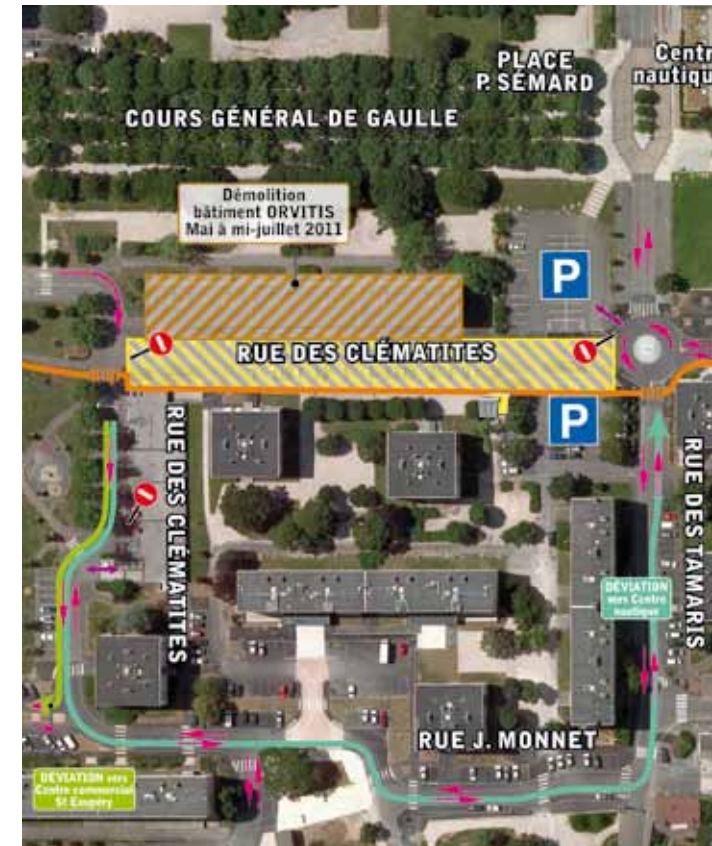 PLACE
P. SÉMARD
Centr
nautiqu
COURS GÉNÉRAL DE GAULLE
Démolition
bâtiment ORVITIS
Mai à mi-juillet 2011
P
RUE DES CLÉMATITES
P
RUE DES CLÉMATITES
RUE DES TAMARIS
DÉVIATION
vers Centre
nautique
RUE J. MONNET
DÉVIATION vers
Centre commercial
St Exupéry